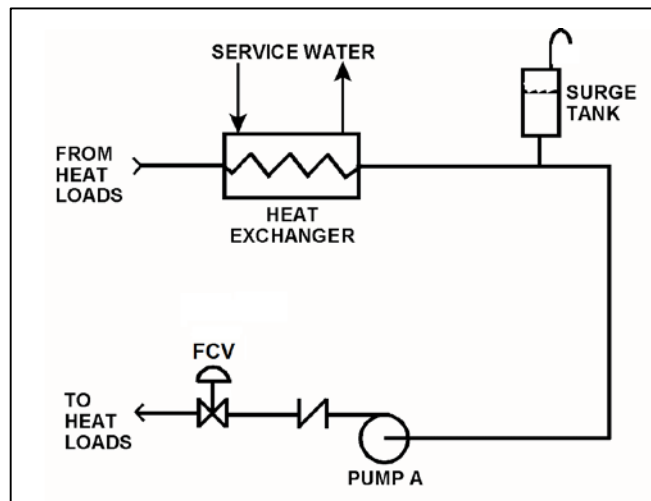 SERVICE WATER
SURGE
TANK
FROM
HEAT
LOADS
HEAT
EXCHANGER
FCV
TO
HEAT
LOADS
PUMP A